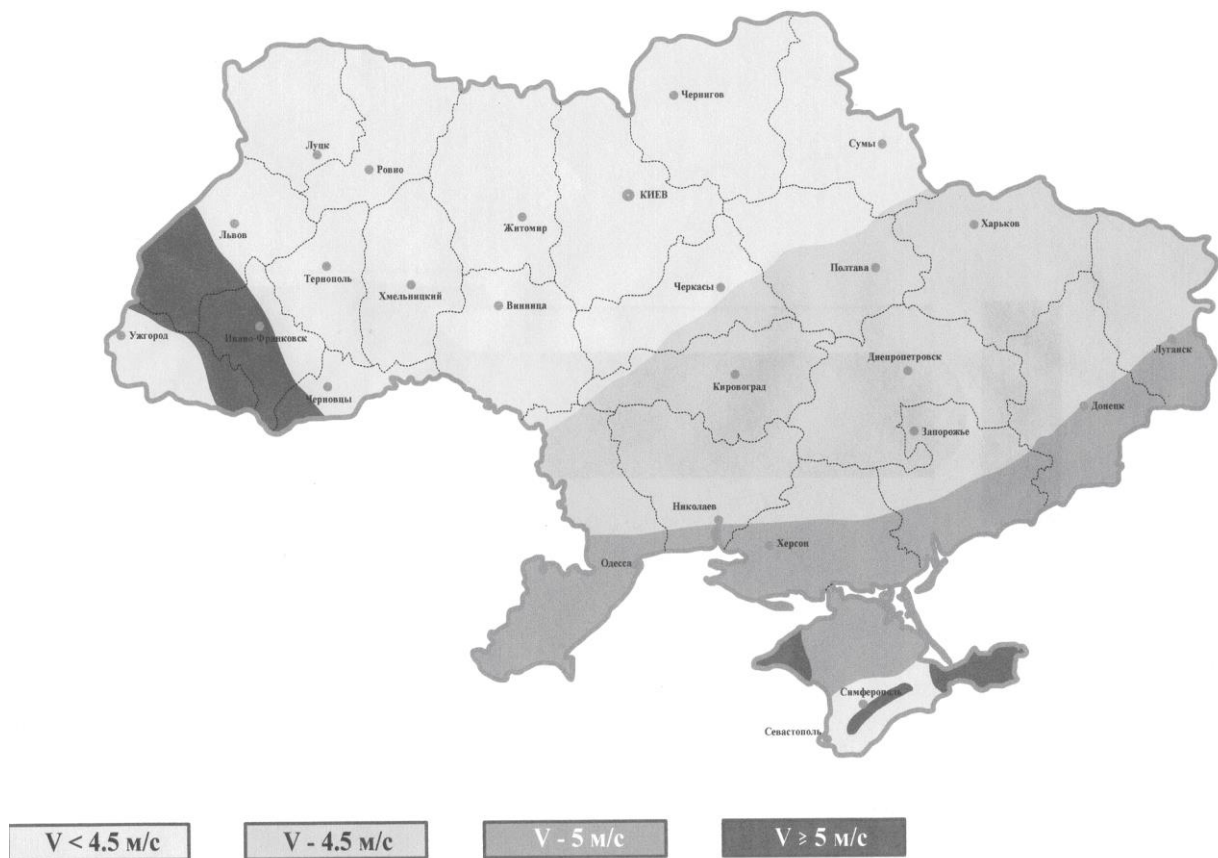 Чернигов
Сумы
Луцк
Ровно
КИЕВ
Львов
Житомир
Харьков
Тернополь
Полтава
Хмельницкий
Черкасы
Винница
Ужгород
Ивано-Франковск
Луганск
Днепропетровск
Кировоград
Черновцы
Донецк
Запорожье
Николаев
Херсон
Одесса
Симферополь
Севастополь
V < 4.5 м/с
V - 4.5 м/с
V - 5 м/с
V ≥ 5 м/с